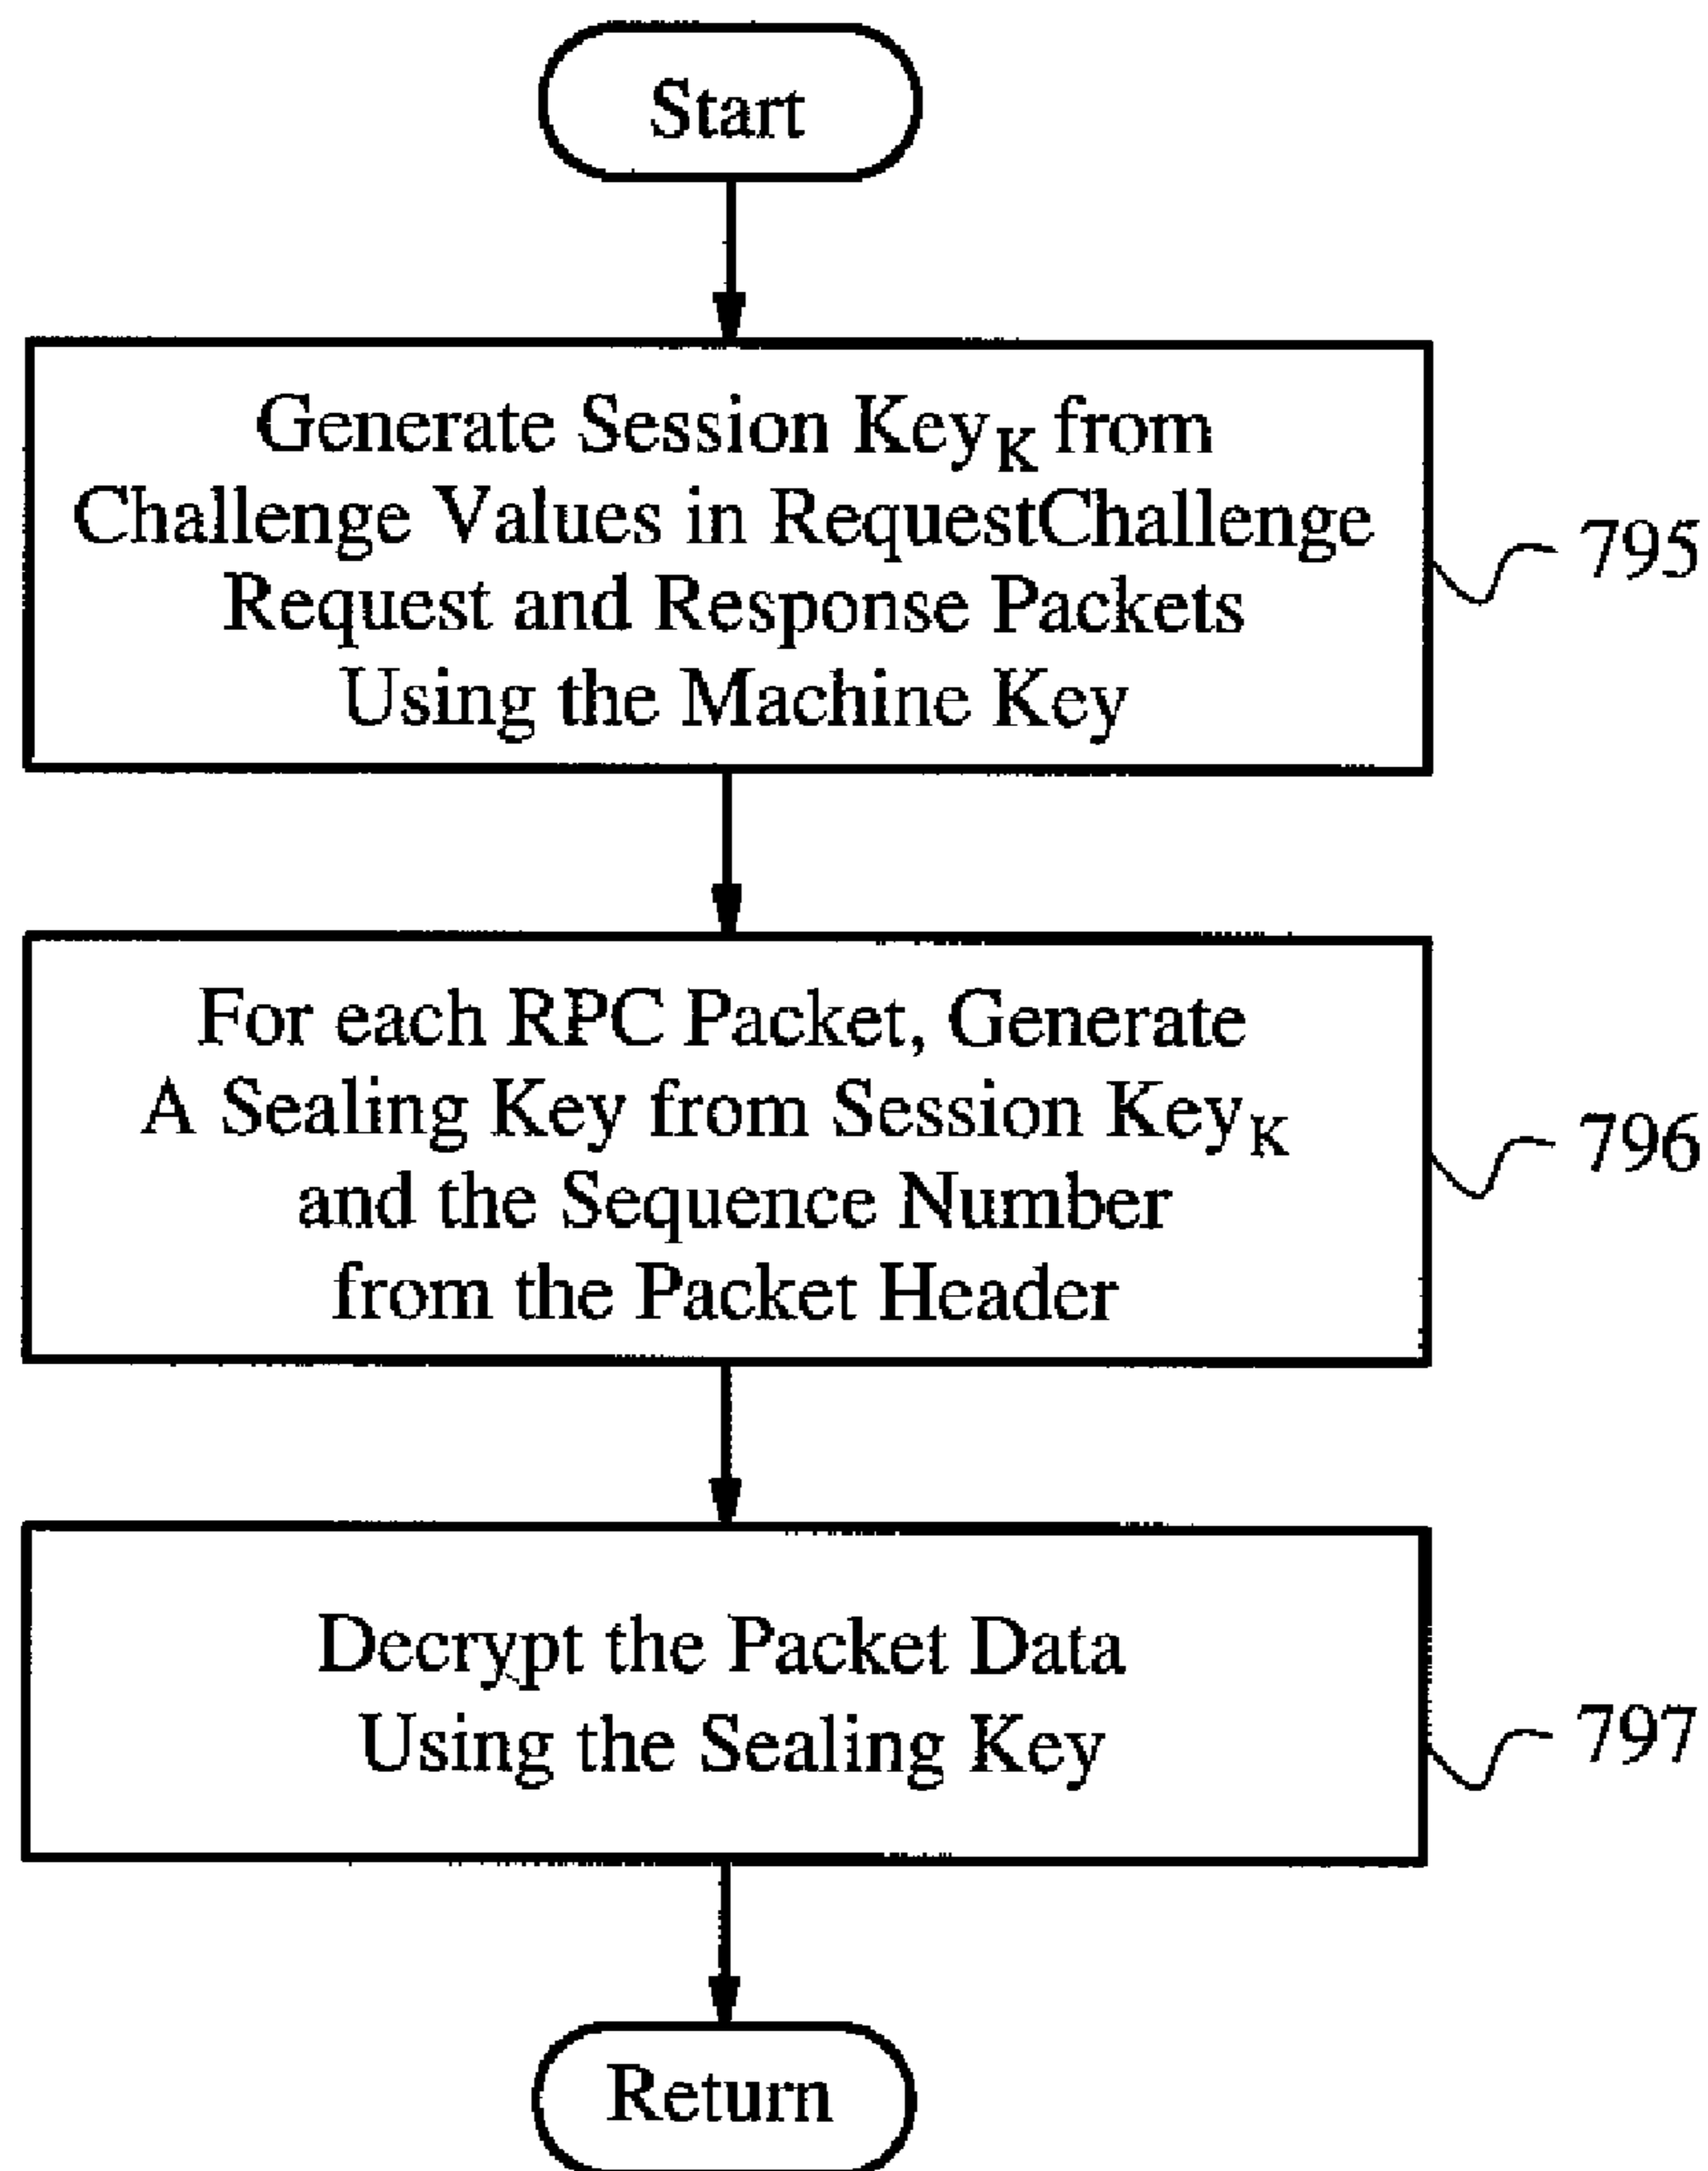 Start
Generate Session Key_K from
Challenge Values in RequestChallenge
Request and Response Packets
Using the Machine Key
795
For each RPC Packet, Generate
A Sealing Key from Session Key_K
and the Sequence Number
from the Packet Header
796
Decrypt the Packet Data
Using the Sealing Key
797
Return